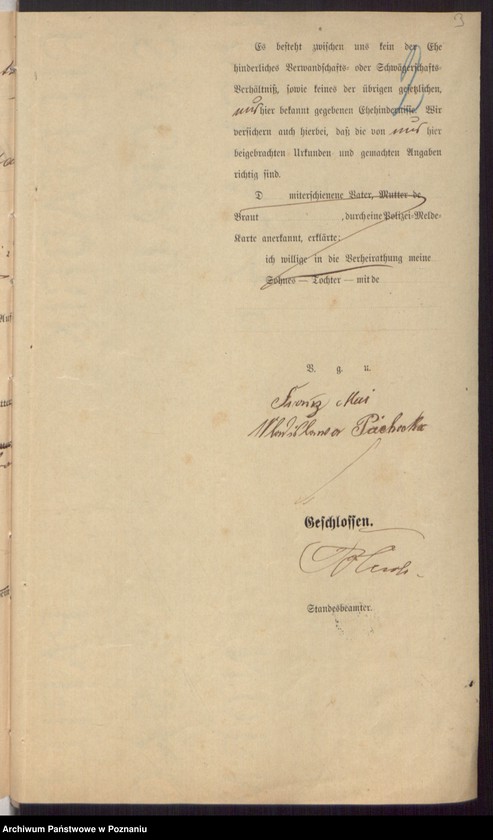 3
2
Es besteht zwischen uns kein der Ehe
hinderliches Verwandschafts- oder Schwägerschafts-
Verhältniß, sowie keines der übrigen gesetzlichen,
uns hier bekannt gegebenen Ehehindernisse. Wir
versichern auch hierbei, daß die von uns hier
beigebrachten Urkunden und gemachten Angaben
richtig sind.
D miterschienene Vater, Mutter de
Braut , durch eine Polizei-Melde-
Karte anerkannt, erklärte:
ich willige in die Verheirathung meine
Sohnes — Tochter — mit de
V. g. u.
Franz Mai
Wladislawa Pachocka
Geschlossen.
Standesbeamter.
Archiwum Państwowe w Poznaniu